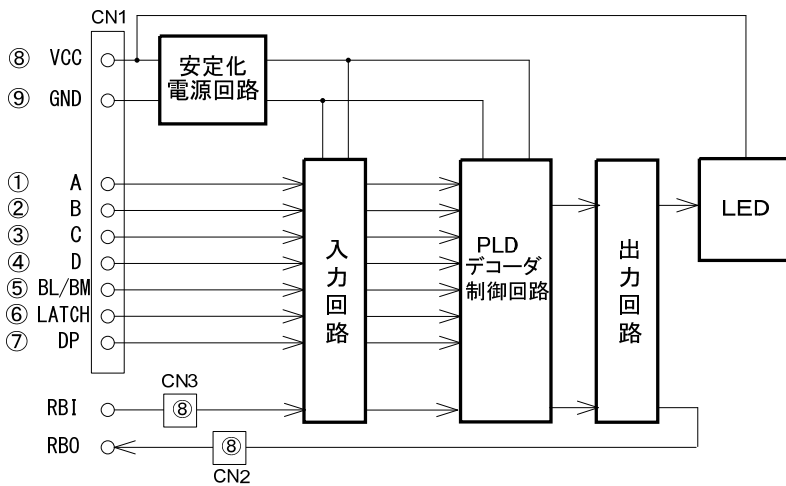 CN1
⑧ VCC
⑨ GND
安定化
電源回路
① A
② B
③ C
④ D
⑤ BL/BM
⑥ LATCH
⑦ DP
入力回路
PLD
デコーダ
制御回路
出力回路
LED
CN3
RBI
⑧
RBO
⑧
CN2